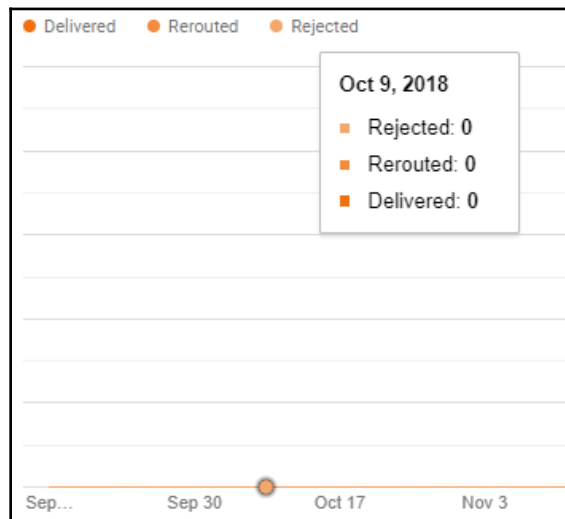 Delivered Rerouted Rejected
Oct 9, 2018
Rejected: 0
Rerouted: 0
Delivered: 0
Sep... Sep 30 Oct 17 Nov 3